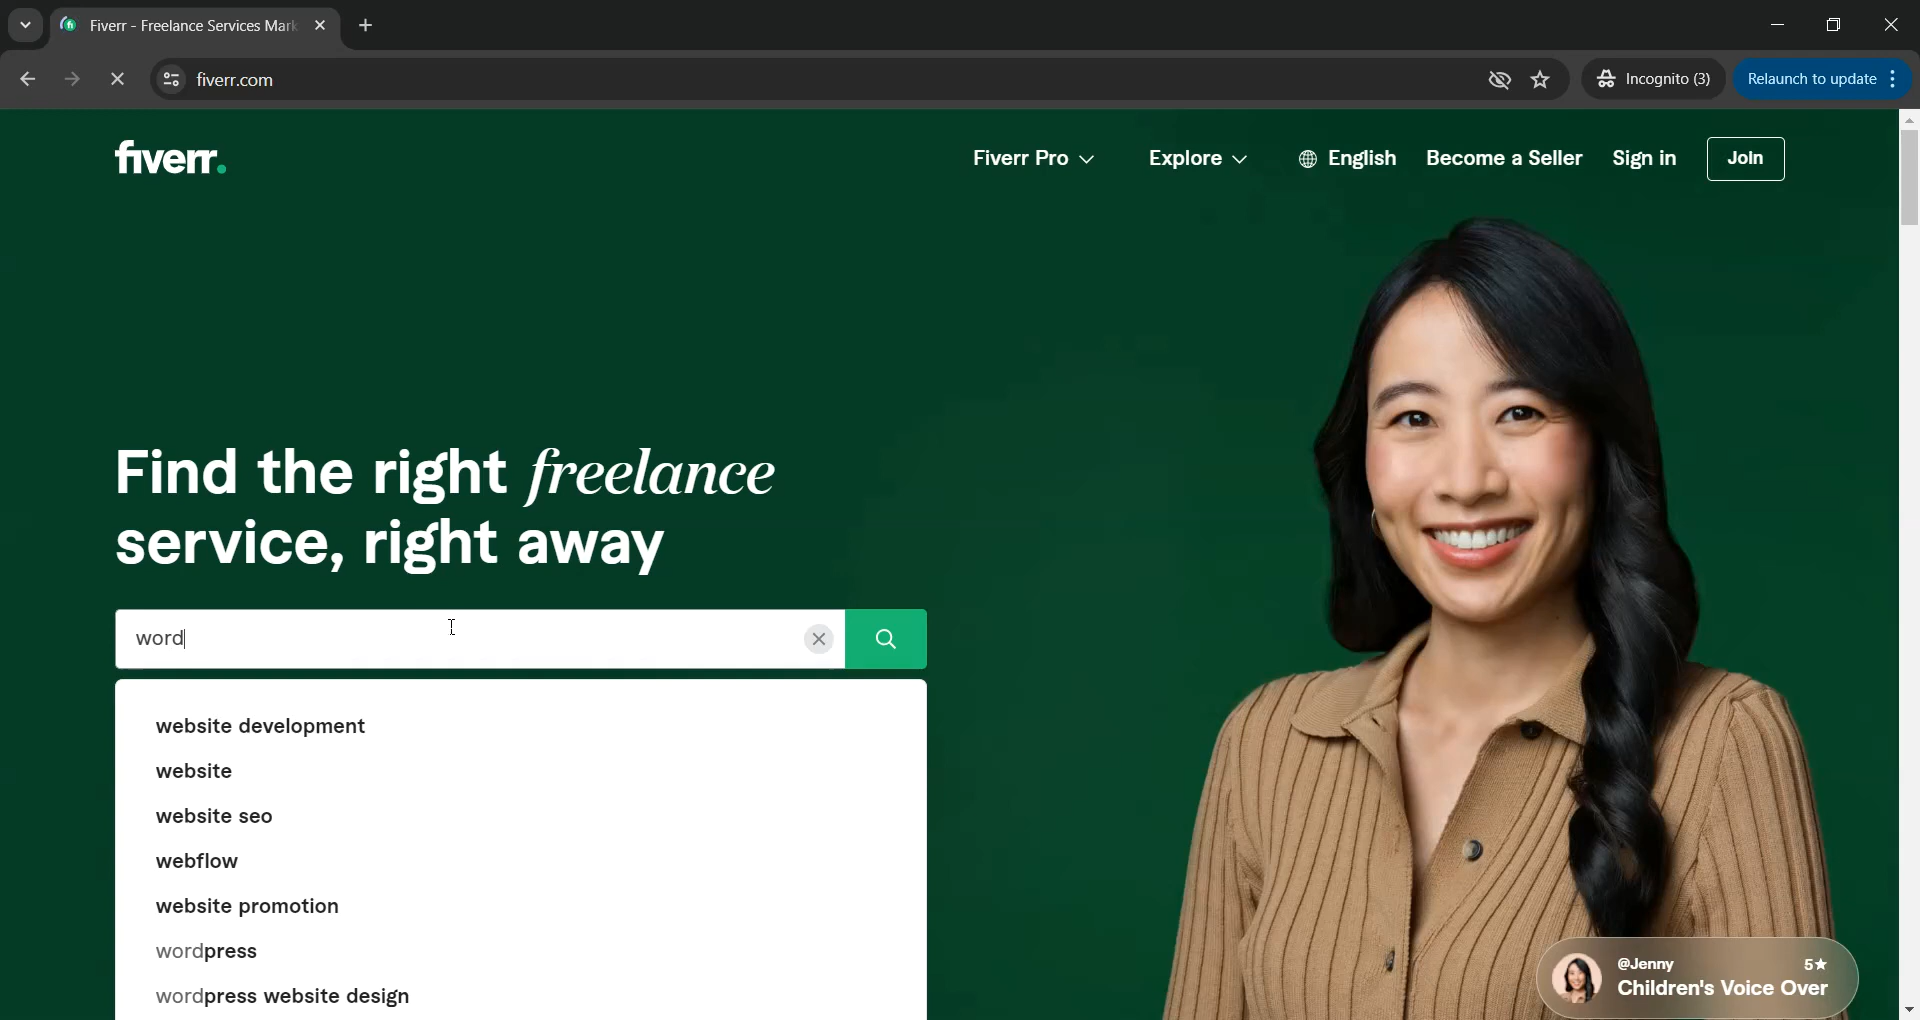 Fiverr - Freelance Services Mark
fiverr.com
Incognito (3)
Relaunch to update
fiverr.
Fiverr Pro
Explore
English
Become a Seller
Sign in
Join
Find the right freelance
service, right away
word
website development
website
website seo
webflow
website promotion
wordpress
wordpress website design
@Jenny
5★
Children's Voice Over